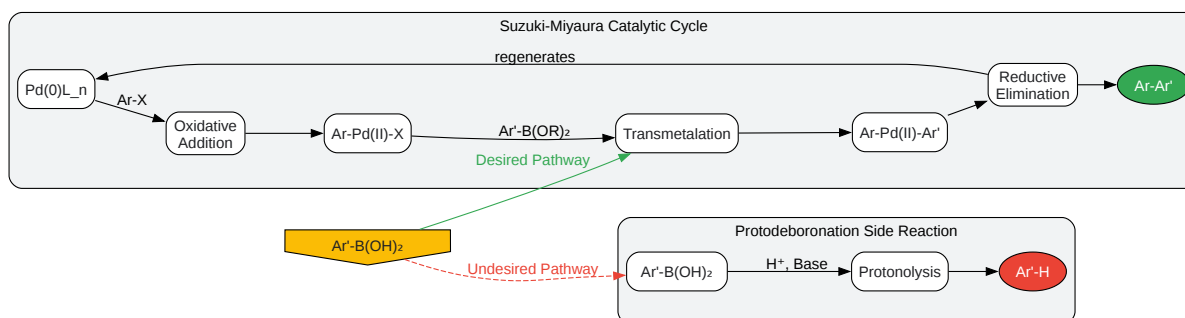 Suzuki-Miyaura Catalytic Cycle
regenerates
Pd(0)L_n
Ar-X
Oxidative
Addition
Ar-Pd(II)-X
Ar'-B(OR)₂
Transmetalation
Ar-Pd(II)-Ar'
Reductive
Elimination
Ar-Ar'
Desired Pathway
Ar'-B(OH)₂
Undesired Pathway
Protodeboronation Side Reaction
Ar'-B(OH)₂
H⁺, Base
Protonolysis
Ar'-H